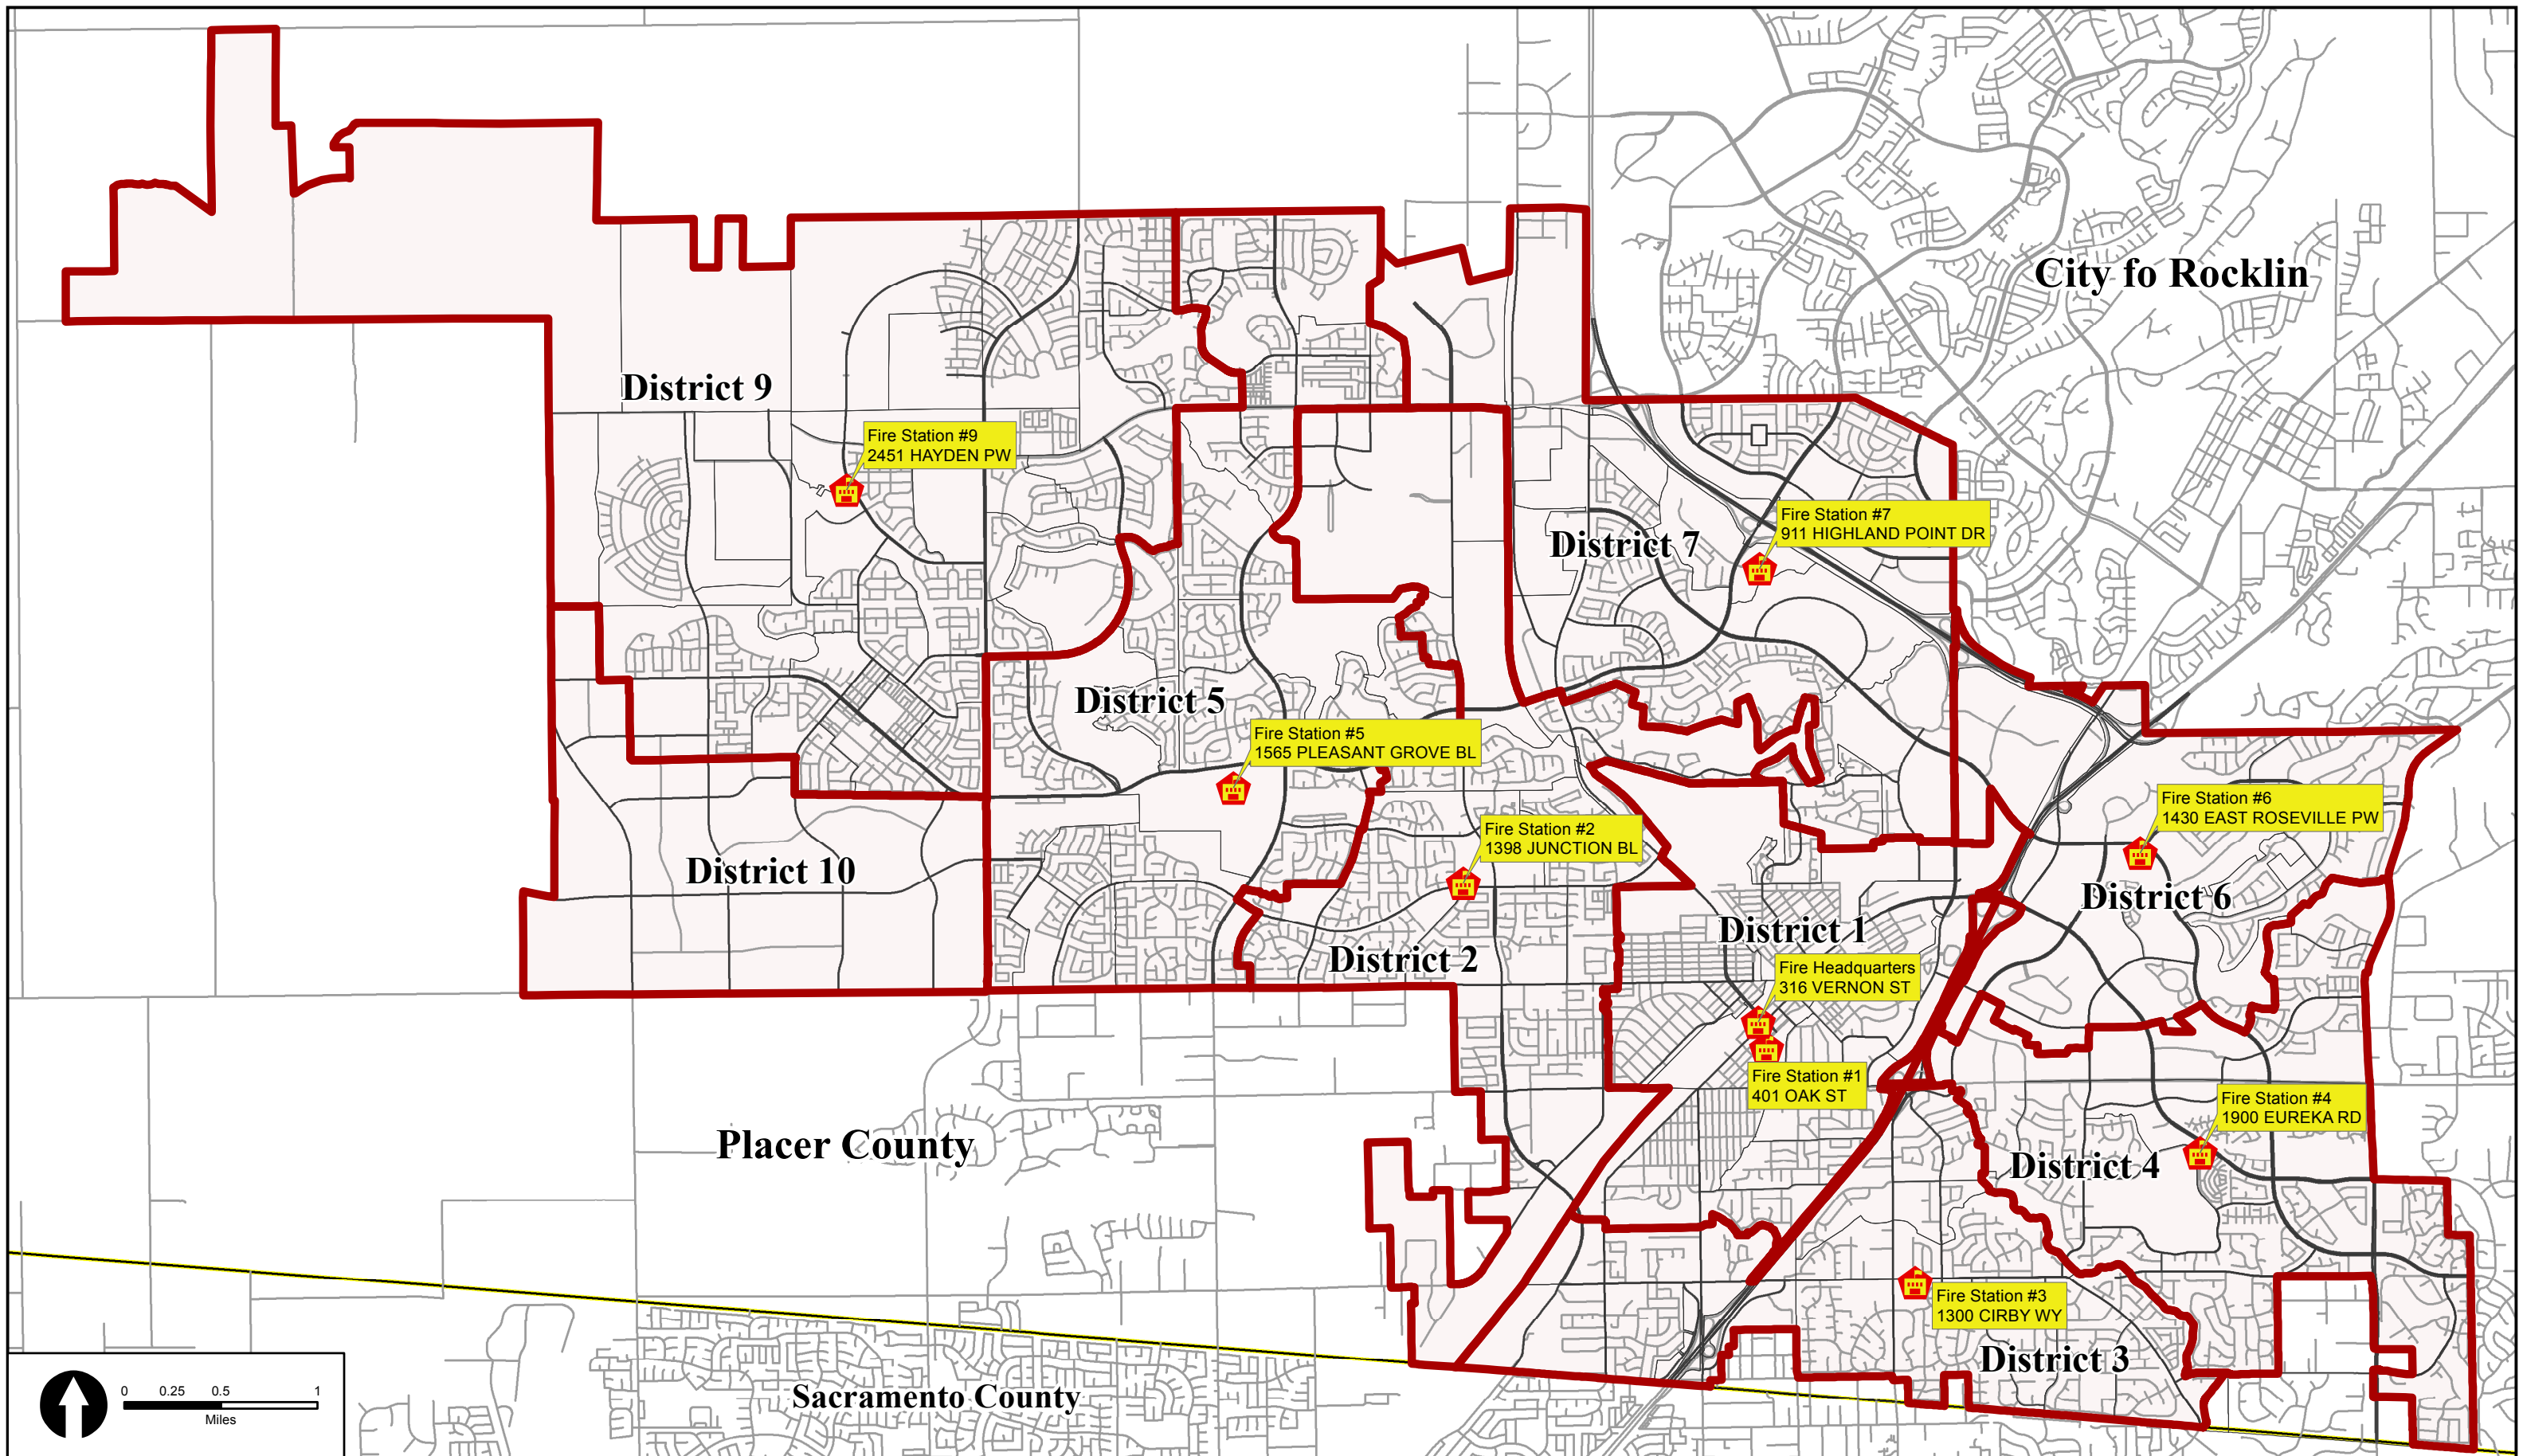 City fo Rocklin
District 9
Fire Station #9
2451 HAYDEN PW
Fire Station #7
911 HIGHLAND POINT DR
District 7
District 5
Fire Station #5
1565 PLEASANT GROVE BL
Fire Station #6
1430 EAST ROSEVILLE PW
Fire Station #2
1398 JUNCTION BL
District 10
District 6
District 1
District 2
Fire Headquarters
316 VERNON ST
Fire Station #1
401 OAK ST
Fire Station #4
1900 EUREKA RD
Placer County
District 4
Fire Station #3
1300 CIRBY WY
District 3
Sacramento County
0 0.25 0.5 1
Miles